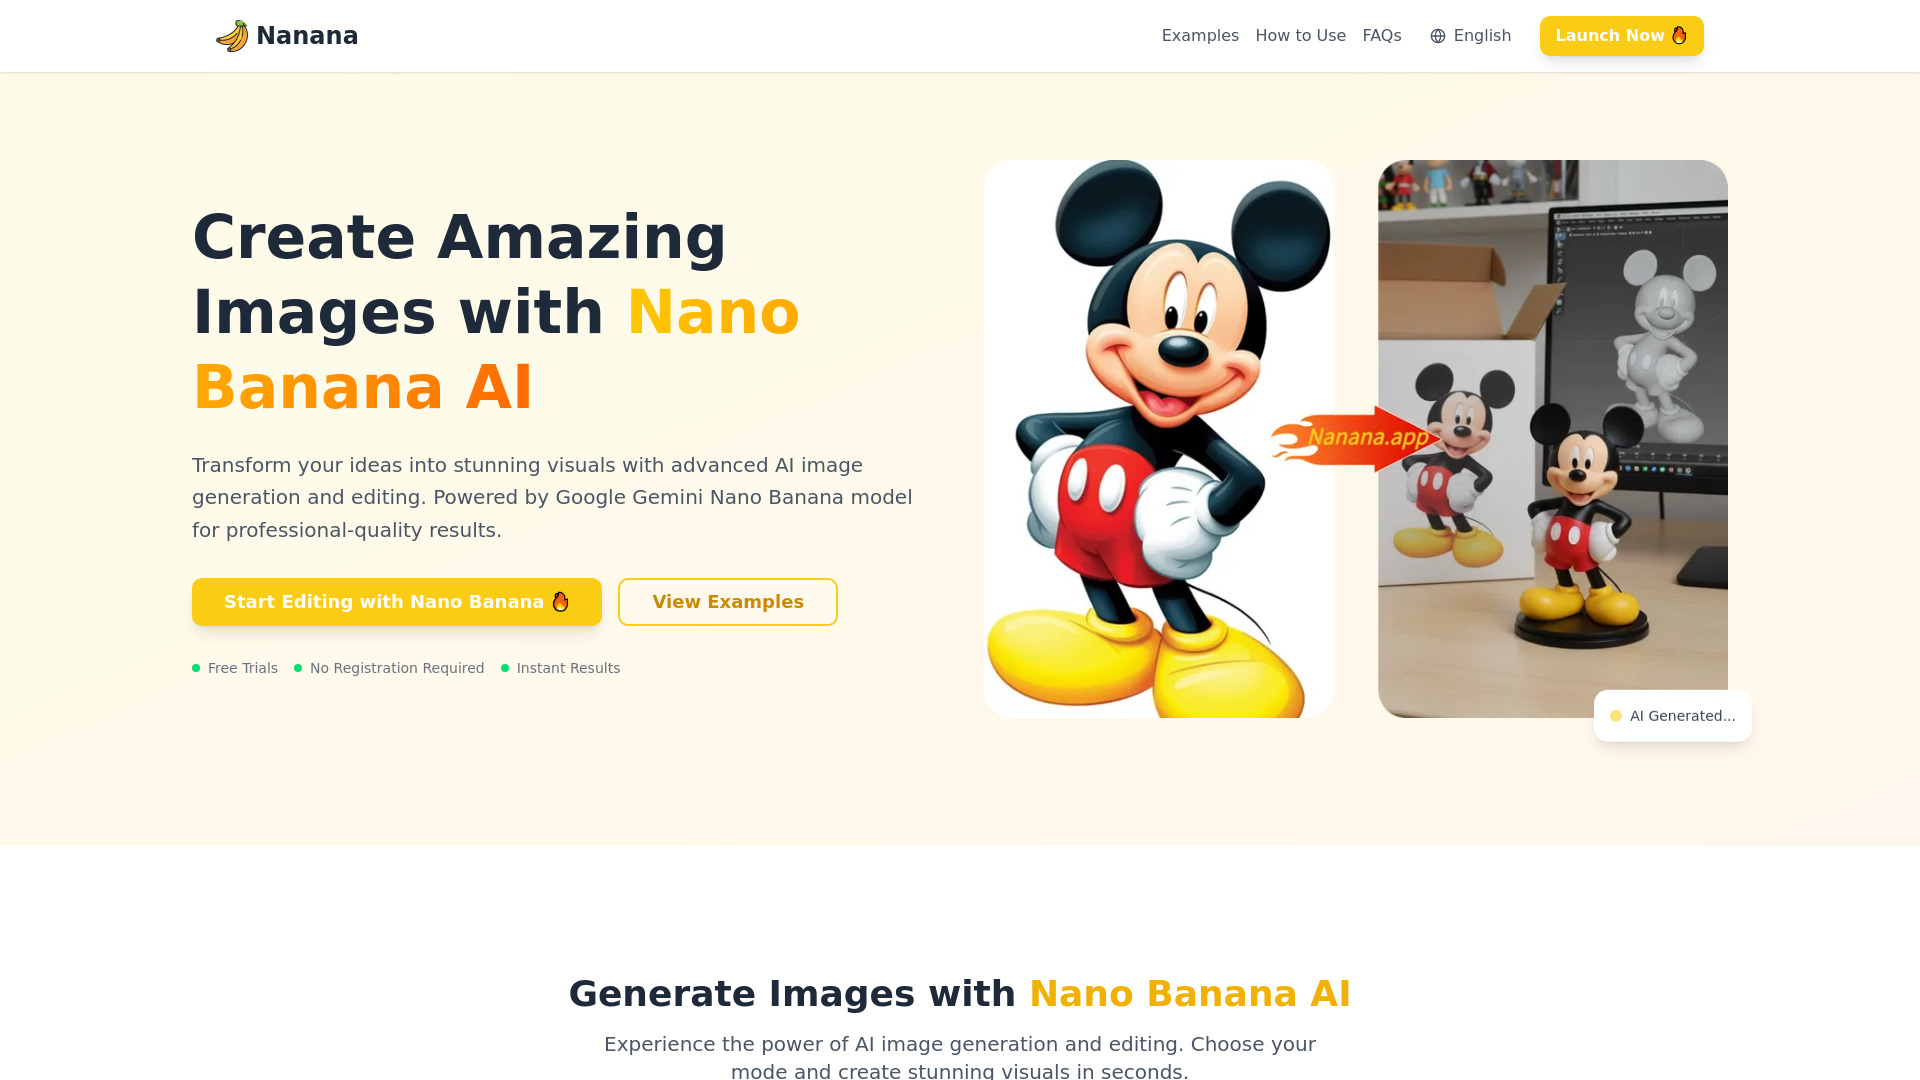 Nanana
Examples
How to Use
FAQs
English
Launch Now
Create Amazing
Images with Nano
Banana AI
Transform your ideas into stunning visuals with advanced AI image
generation and editing. Powered by Google Gemini Nano Banana model
for professional-quality results.
Start Editing with Nano Banana
View Examples
Free Trials
No Registration Required
Instant Results
Nanana.app
AI Generated...
Generate Images with Nano Banana AI
Experience the power of AI image generation and editing. Choose your
mode and create stunning visuals in seconds.